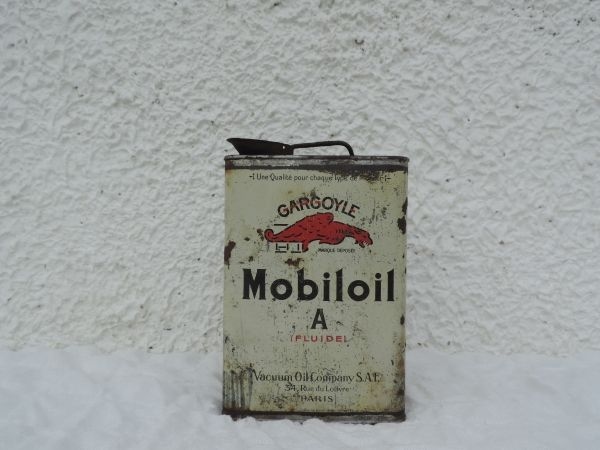 Une Qualité pour chaque type de
GARGOYLE
MARQUE DÉPOSÉE
Mobiloil
A
(FLUIDE)
Vacuum Oil Company S.A.F.
34, Rue du Louvre
PARIS